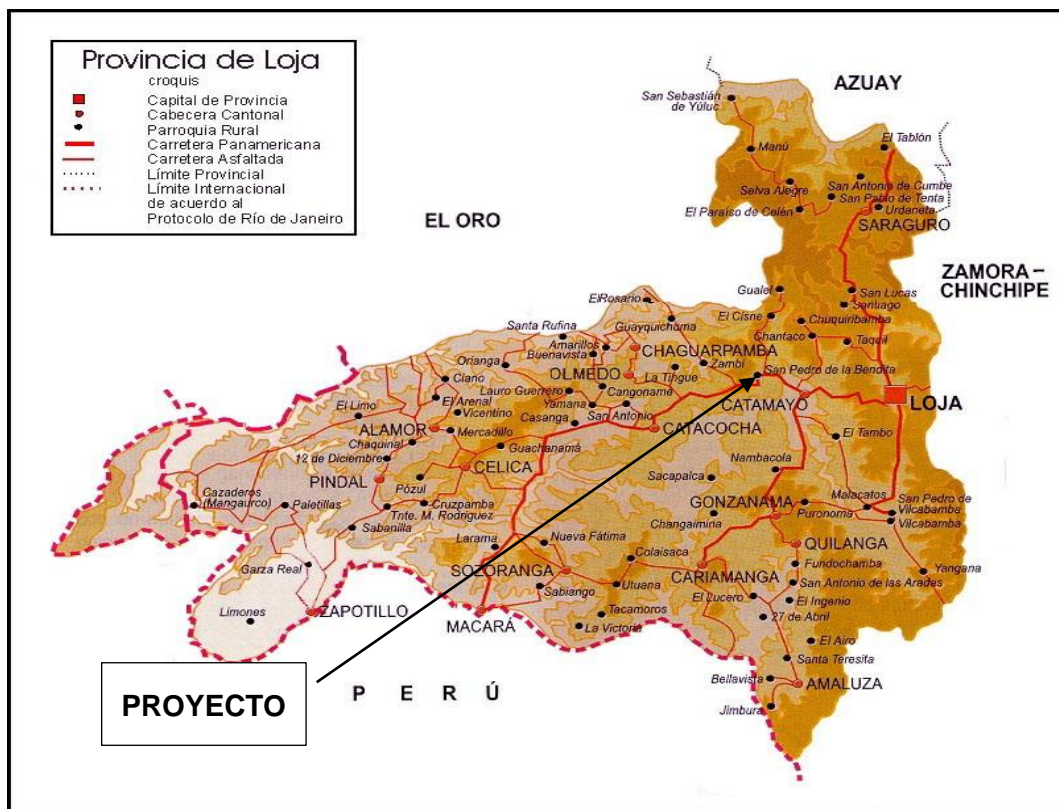 Provincia de Loja
croquis
Capital de Provincia
Cabecera Cantonal
Parroquia Rural
Carretera Panamericana
Carretera Asfaltada
Límite Provincial
Límite Internacional
de acuerdo al
Protocolo de Río de Janeiro
AZUAY
San Sebastián
de Yúluc
El Tablón
Manú
Selva Alegre
San Antonio de Cumbe
San Pablo de Tenta
El Paraíso de Celén
Urdaneta
SARAGURO
EL ORO
ZAMORA –
CHINCHIPE
Gualel
San Lucas
Santiago
El Rosario
El Cisne
Chuquiribamba
Guayquichuma
Santa Rufina
Chantaco
Taquil
Amarillos
Buenavista
CHAGUARPAMBA
Orianga
Zambi
San Pedro de la Bendita
OLMEDO
La Tingue
Ciano
Lauro Guerrero
Cangonamé
CATAMAYO
LOJA
El Arenal
Yamana
El Limo
Vicentino
Casanga
San Antonio
ALAMOR
Mercadillo
CATACOCHA
El Tambo
Chaquinal
Guachanamá
12 de Diciembre
CELICA
Nambacola
PINDAL
Pózul
Sacapalca
Cazaderos
(Mangaurco)
Paletillas
Cruzpamba
GONZANAMA
Malacatos
San Pedro de
Vilcabamba
Tnte. M. Rodriguez
Puronoma
Vilcabamba
Sabanilla
Changaimina
Larama
Nueva Fátima
QUILANGA
Colaisaca
Garza Real
SOZORANGA
CARIAMANGA
Fundochamba
Yangana
Utuana
San Antonio de las Aradas
Sabiango
El Lucero
El Ingenio
Limones
ZAPOTILLO
Tacamoros
27 de Abril
MACARÁ
La Victoria
El Airo
Santa Teresita
PROYECTO
PERÚ
Bellavista
AMALUZA
Jimbura